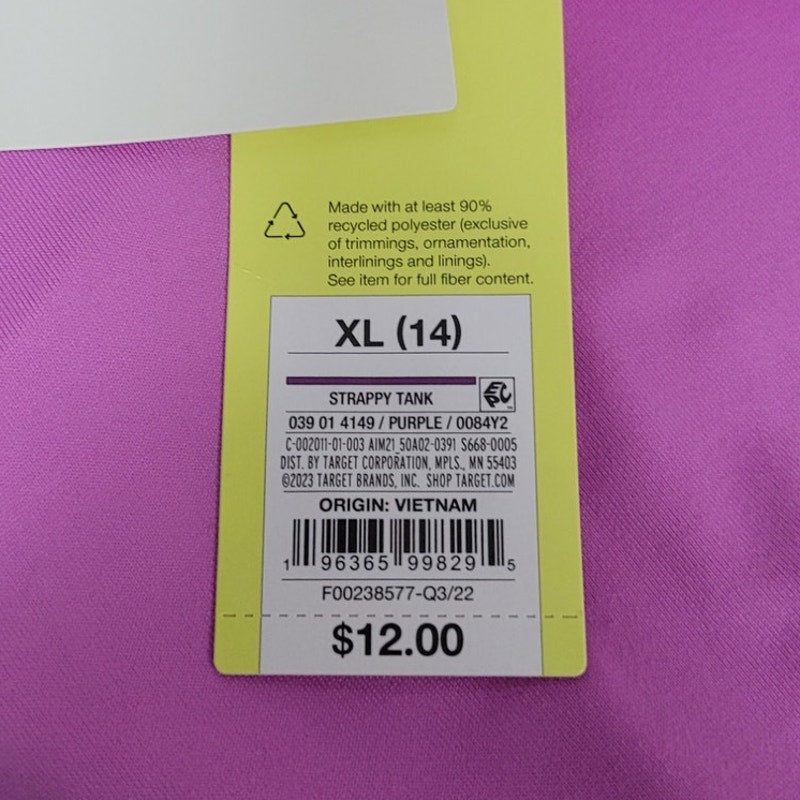 Made with at least 90%
recycled polyester (exclusive
of trimmings, ornamentation,
interlinings and linings).
See item for full fiber content.
XL (14)
STRAPPY TANK
EPC
039 01 4149 / PURPLE / 0084Y2
C-002011-01-003 AIM21_50A02-0391 S668-0005
DIST. BY TARGET CORPORATION, MPLS., MN 55403
©2023 TARGET BRANDS, INC. SHOP TARGET.COM
ORIGIN: VIETNAM
1 96365 99829 5
F00238577-Q3/22
$12.00